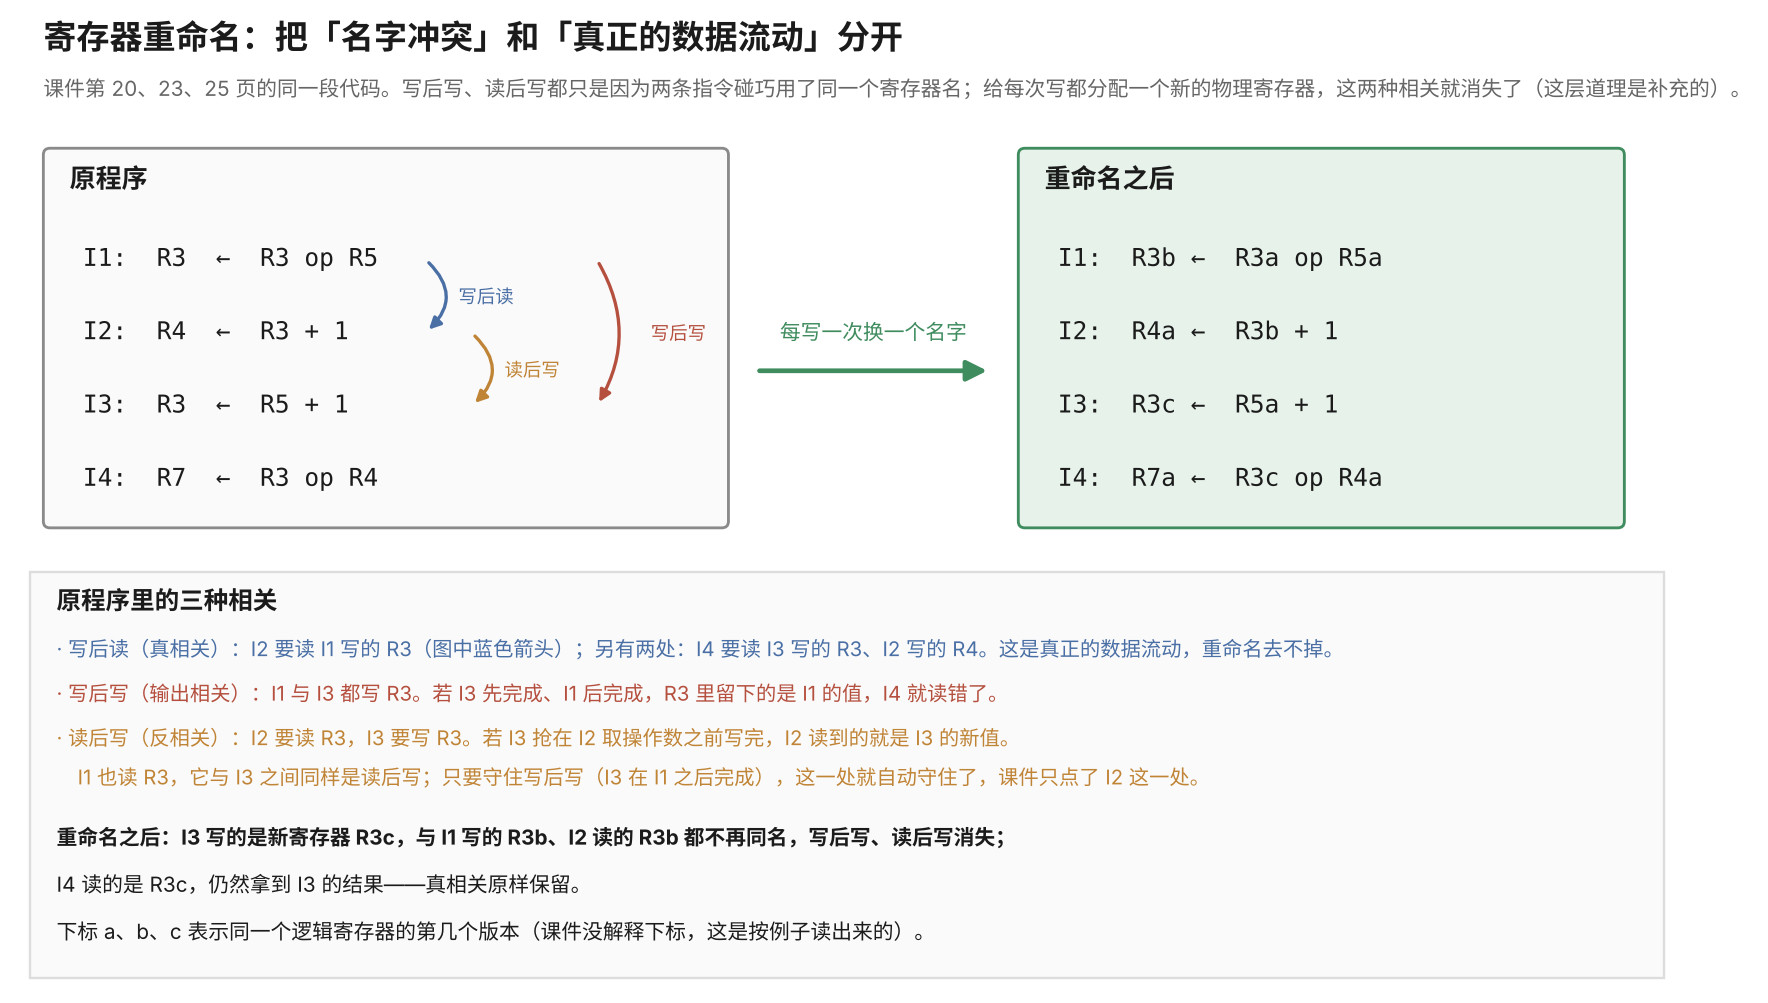 寄存器重命名：把「名字冲突」和「真正的数据流动」分开
课件第 20、23、25 页的同一段代码。写后写、读后写都只是因为两条指令碰巧用了同一个寄存器名；给每次写都分配一个新的物理寄存器，这两种相关就消失了（这层道理是补充的）。
原程序
I1: R3 ← R3 op R5
I2: R4 ← R3 + 1
I3: R3 ← R5 + 1
I4: R7 ← R3 op R4
写后读
读后写
写后写
每写一次换一个名字
重命名之后
I1: R3b ← R3a op R5a
I2: R4a ← R3b + 1
I3: R3c ← R5a + 1
I4: R7a ← R3c op R4a
原程序里的三种相关
· 写后读（真相关）：I2 要读 I1 写的 R3（图中蓝色箭头）；另有两处：I4 要读 I3 写的 R3、I2 写的 R4。这是真正的数据流动，重命名去不掉。
· 写后写（输出相关）：I1 与 I3 都写 R3。若 I3 先完成、I1 后完成，R3 里留下的是 I1 的值，I4 就读错了。
· 读后写（反相关）：I2 要读 R3，I3 要写 R3。若 I3 抢在 I2 取操作数之前写完，I2 读到的就是 I3 的新值。
I1 也读 R3，它与 I3 之间同样是读后写；只要守住写后写（I3 在 I1 之后完成），这一处就自动守住了，课件只点了 I2 这一处。
重命名之后：I3 写的是新寄存器 R3c，与 I1 写的 R3b、I2 读的 R3b 都不再同名，写后写、读后写消失；
I4 读的是 R3c，仍然拿到 I3 的结果——真相关原样保留。
下标 a、b、c 表示同一个逻辑寄存器的第几个版本（课件没解释下标，这是按例子读出来的）。